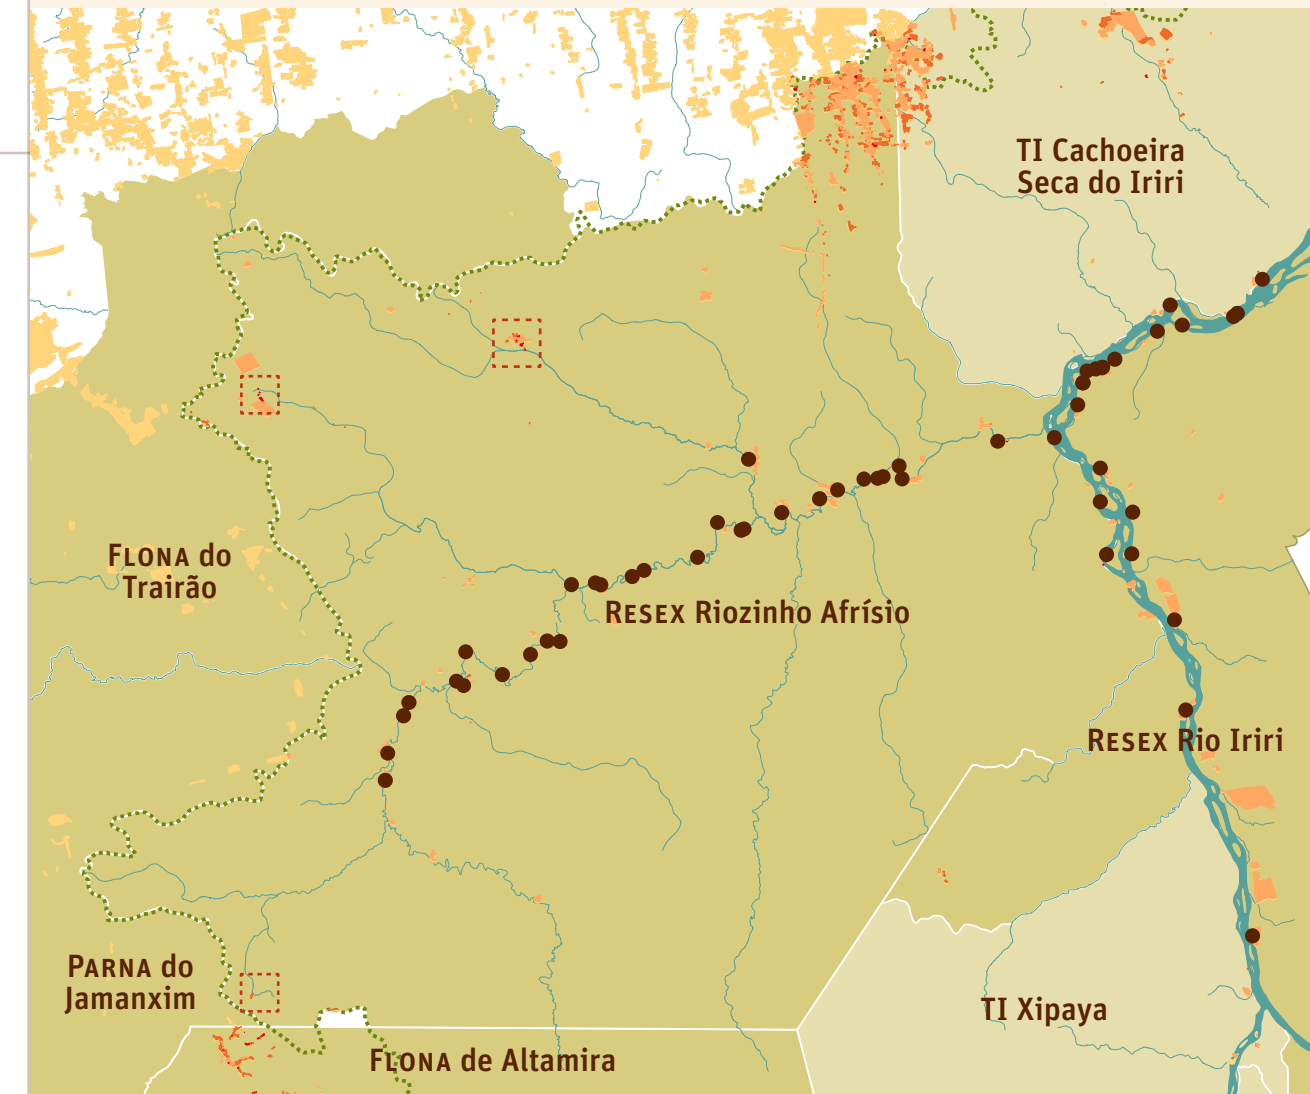 TI Cachoeira
Seca do Iriri
FLONA do
Trairão
RESEX Riozinho Afrísio
RESEX Rio Iriri
PARNA do
Jamanxim
TI Xipaya
FLONA de Altamira